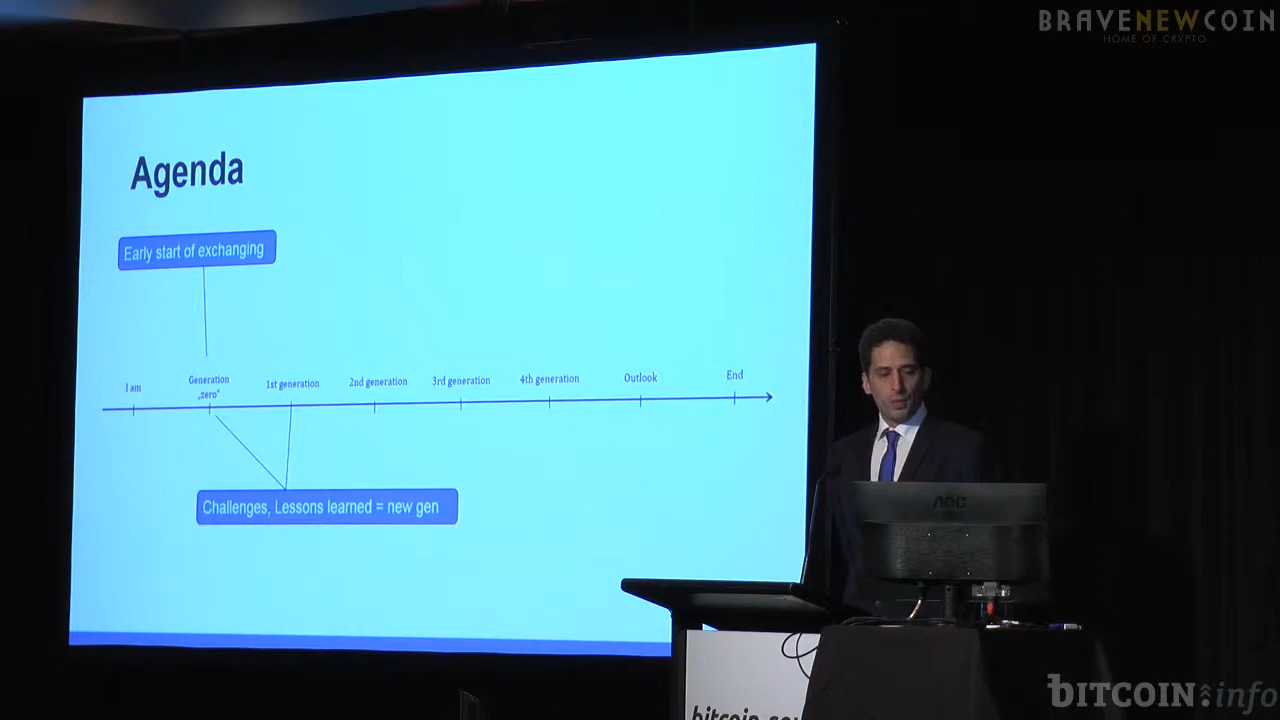 BRAVENEWCOIN
HOME OF CRYPTO
Agenda
Early start of exchanging
I am
Generation
„zero“
1st generation
2nd generation
3rd generation
4th generation
Outlook
End
Challenges, Lessons learned = new gen
AOC
bitcoin
BITCOIN info